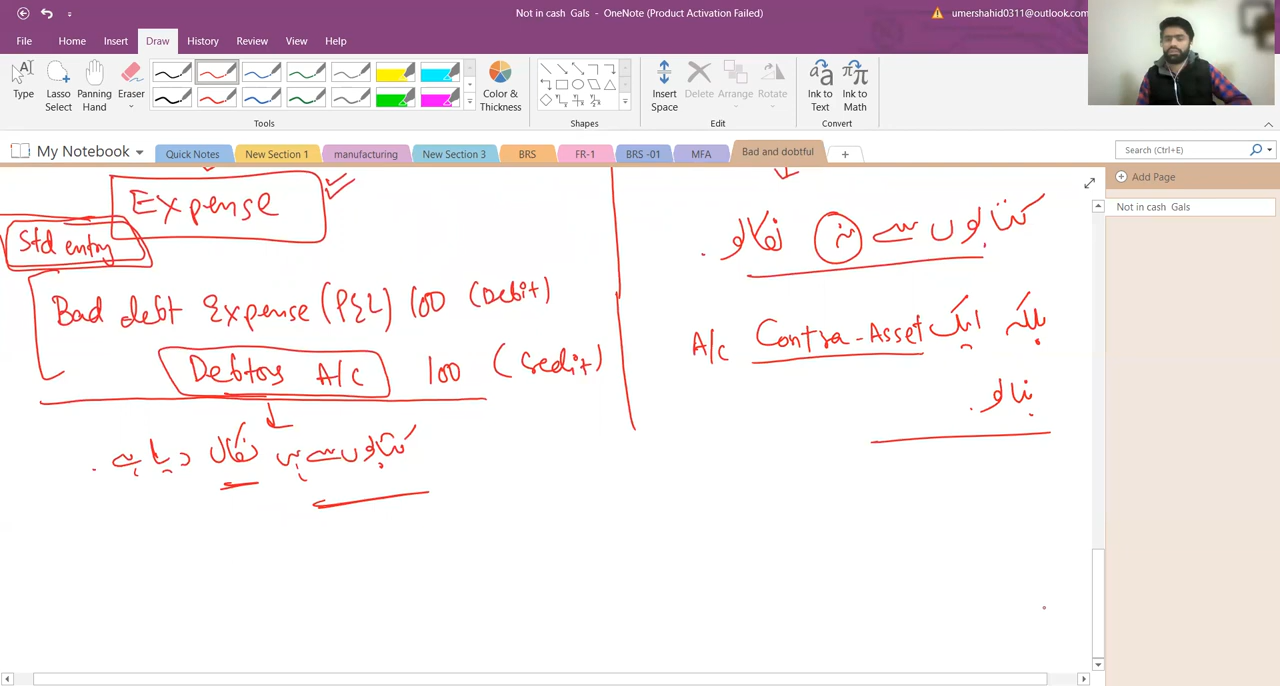 Not in cash Gals - OneNote (Product Activation Failed)
umershahid0311@outlook.com
File Home Insert Draw History Review View Help
Type Lasso Select Panning Hand Eraser
Color & Thickness
Insert Space Delete Arrange Rotate
Ink to Text Ink to Math
Tools Shapes Edit Convert
My Notebook Quick Notes New Section 1 manufacturing New Section 3 BRS FR-1 BRS -01 MFA Bad and dobtful
Search (Ctrl+E)
Add Page
Not in cash Gals
Expense
Std entry
Bad debt Expense (P&L) 100 (Debit)
Debtors A/c 100 (Credit)
کتابوں سے نکال دیا ہے۔
کتابوں سے نہ نکالو۔
بلکہ ایک Contra-Asset A/c
بنالو۔